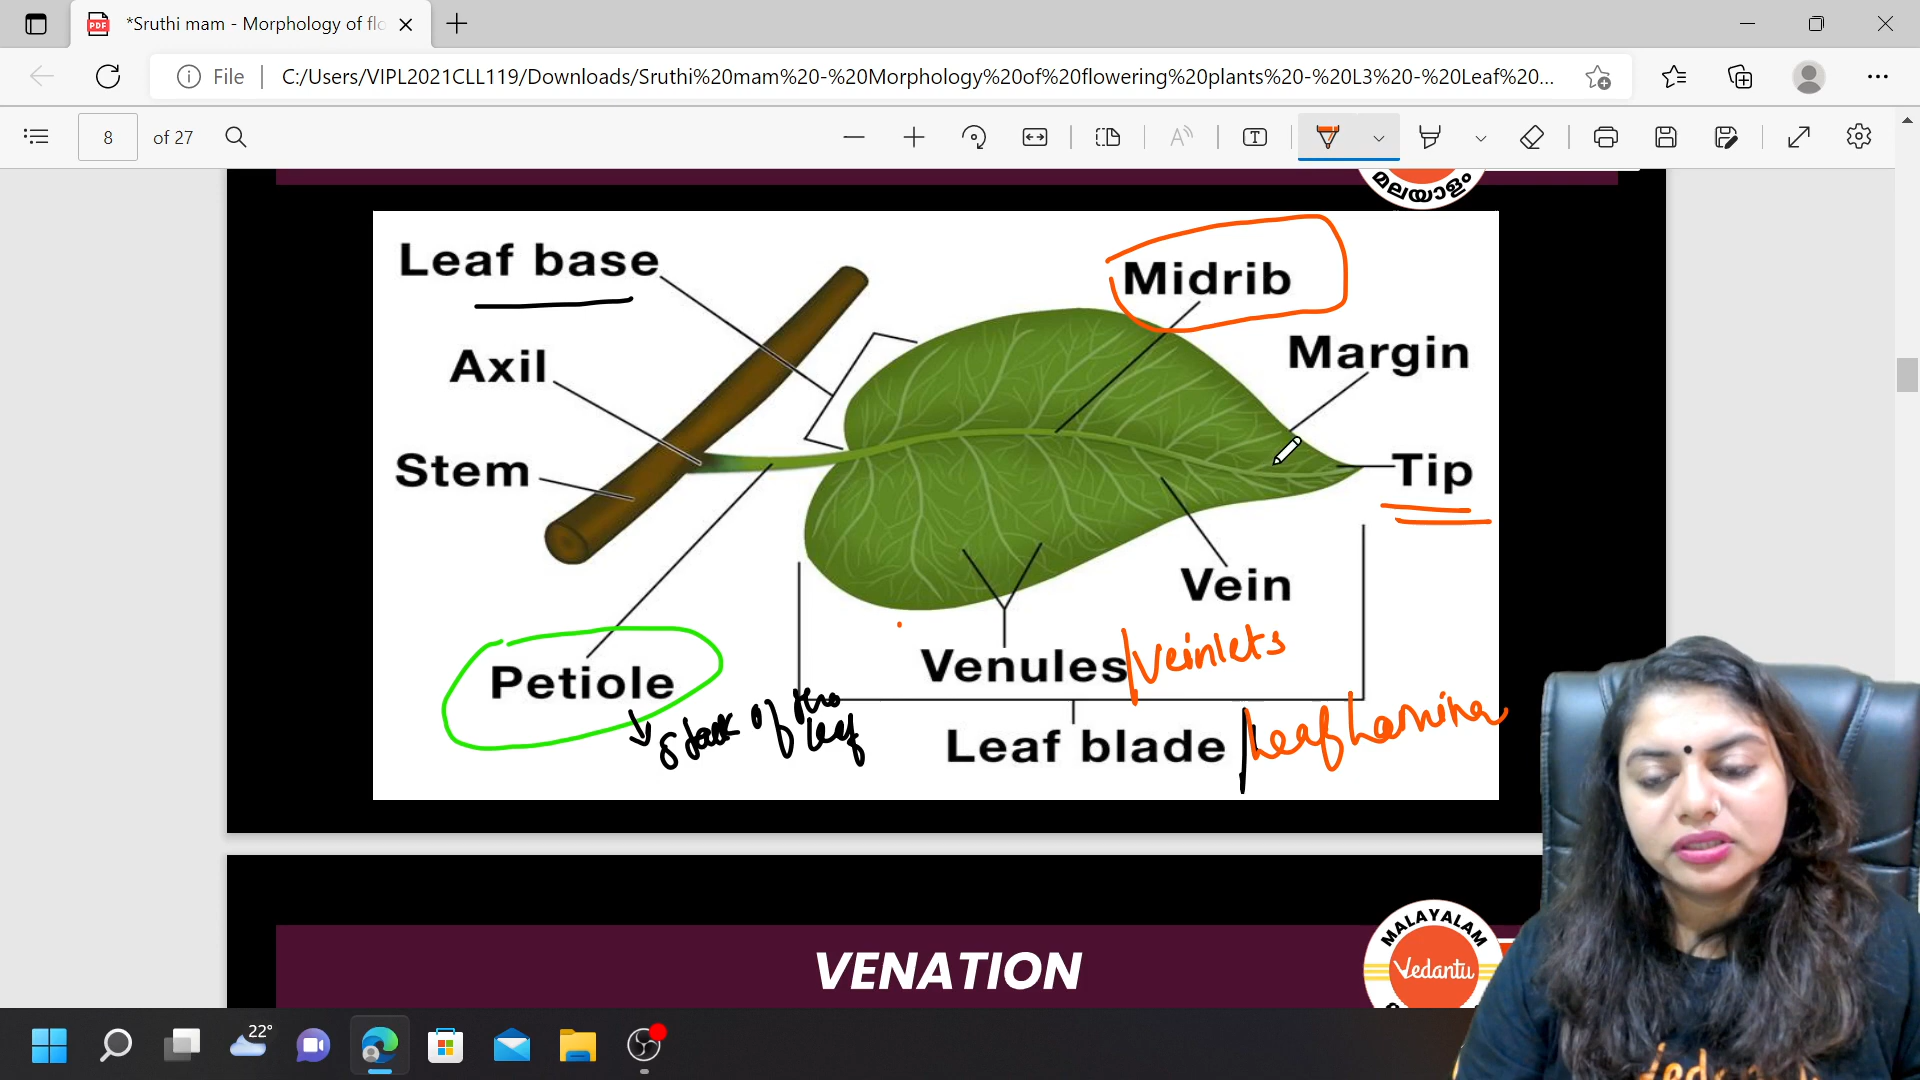 *Sruthi mam - Morphology of flo
File
C:/Users/VIPL2021CLL119/Downloads/Sruthi%20mam%20-%20Morphology%20of%20flowering%20plants%20-%20L3%20-%20Leaf%20...
8 of 27
മലയാളം
Leaf base
Midrib
Axil
Margin
Stem
Tip
Vein
Petiole
Venules/Veinlets
of the
leaf
Leaf blade /Leaf Lamina
VENATION
MALAYALAM
Vedantu
22°